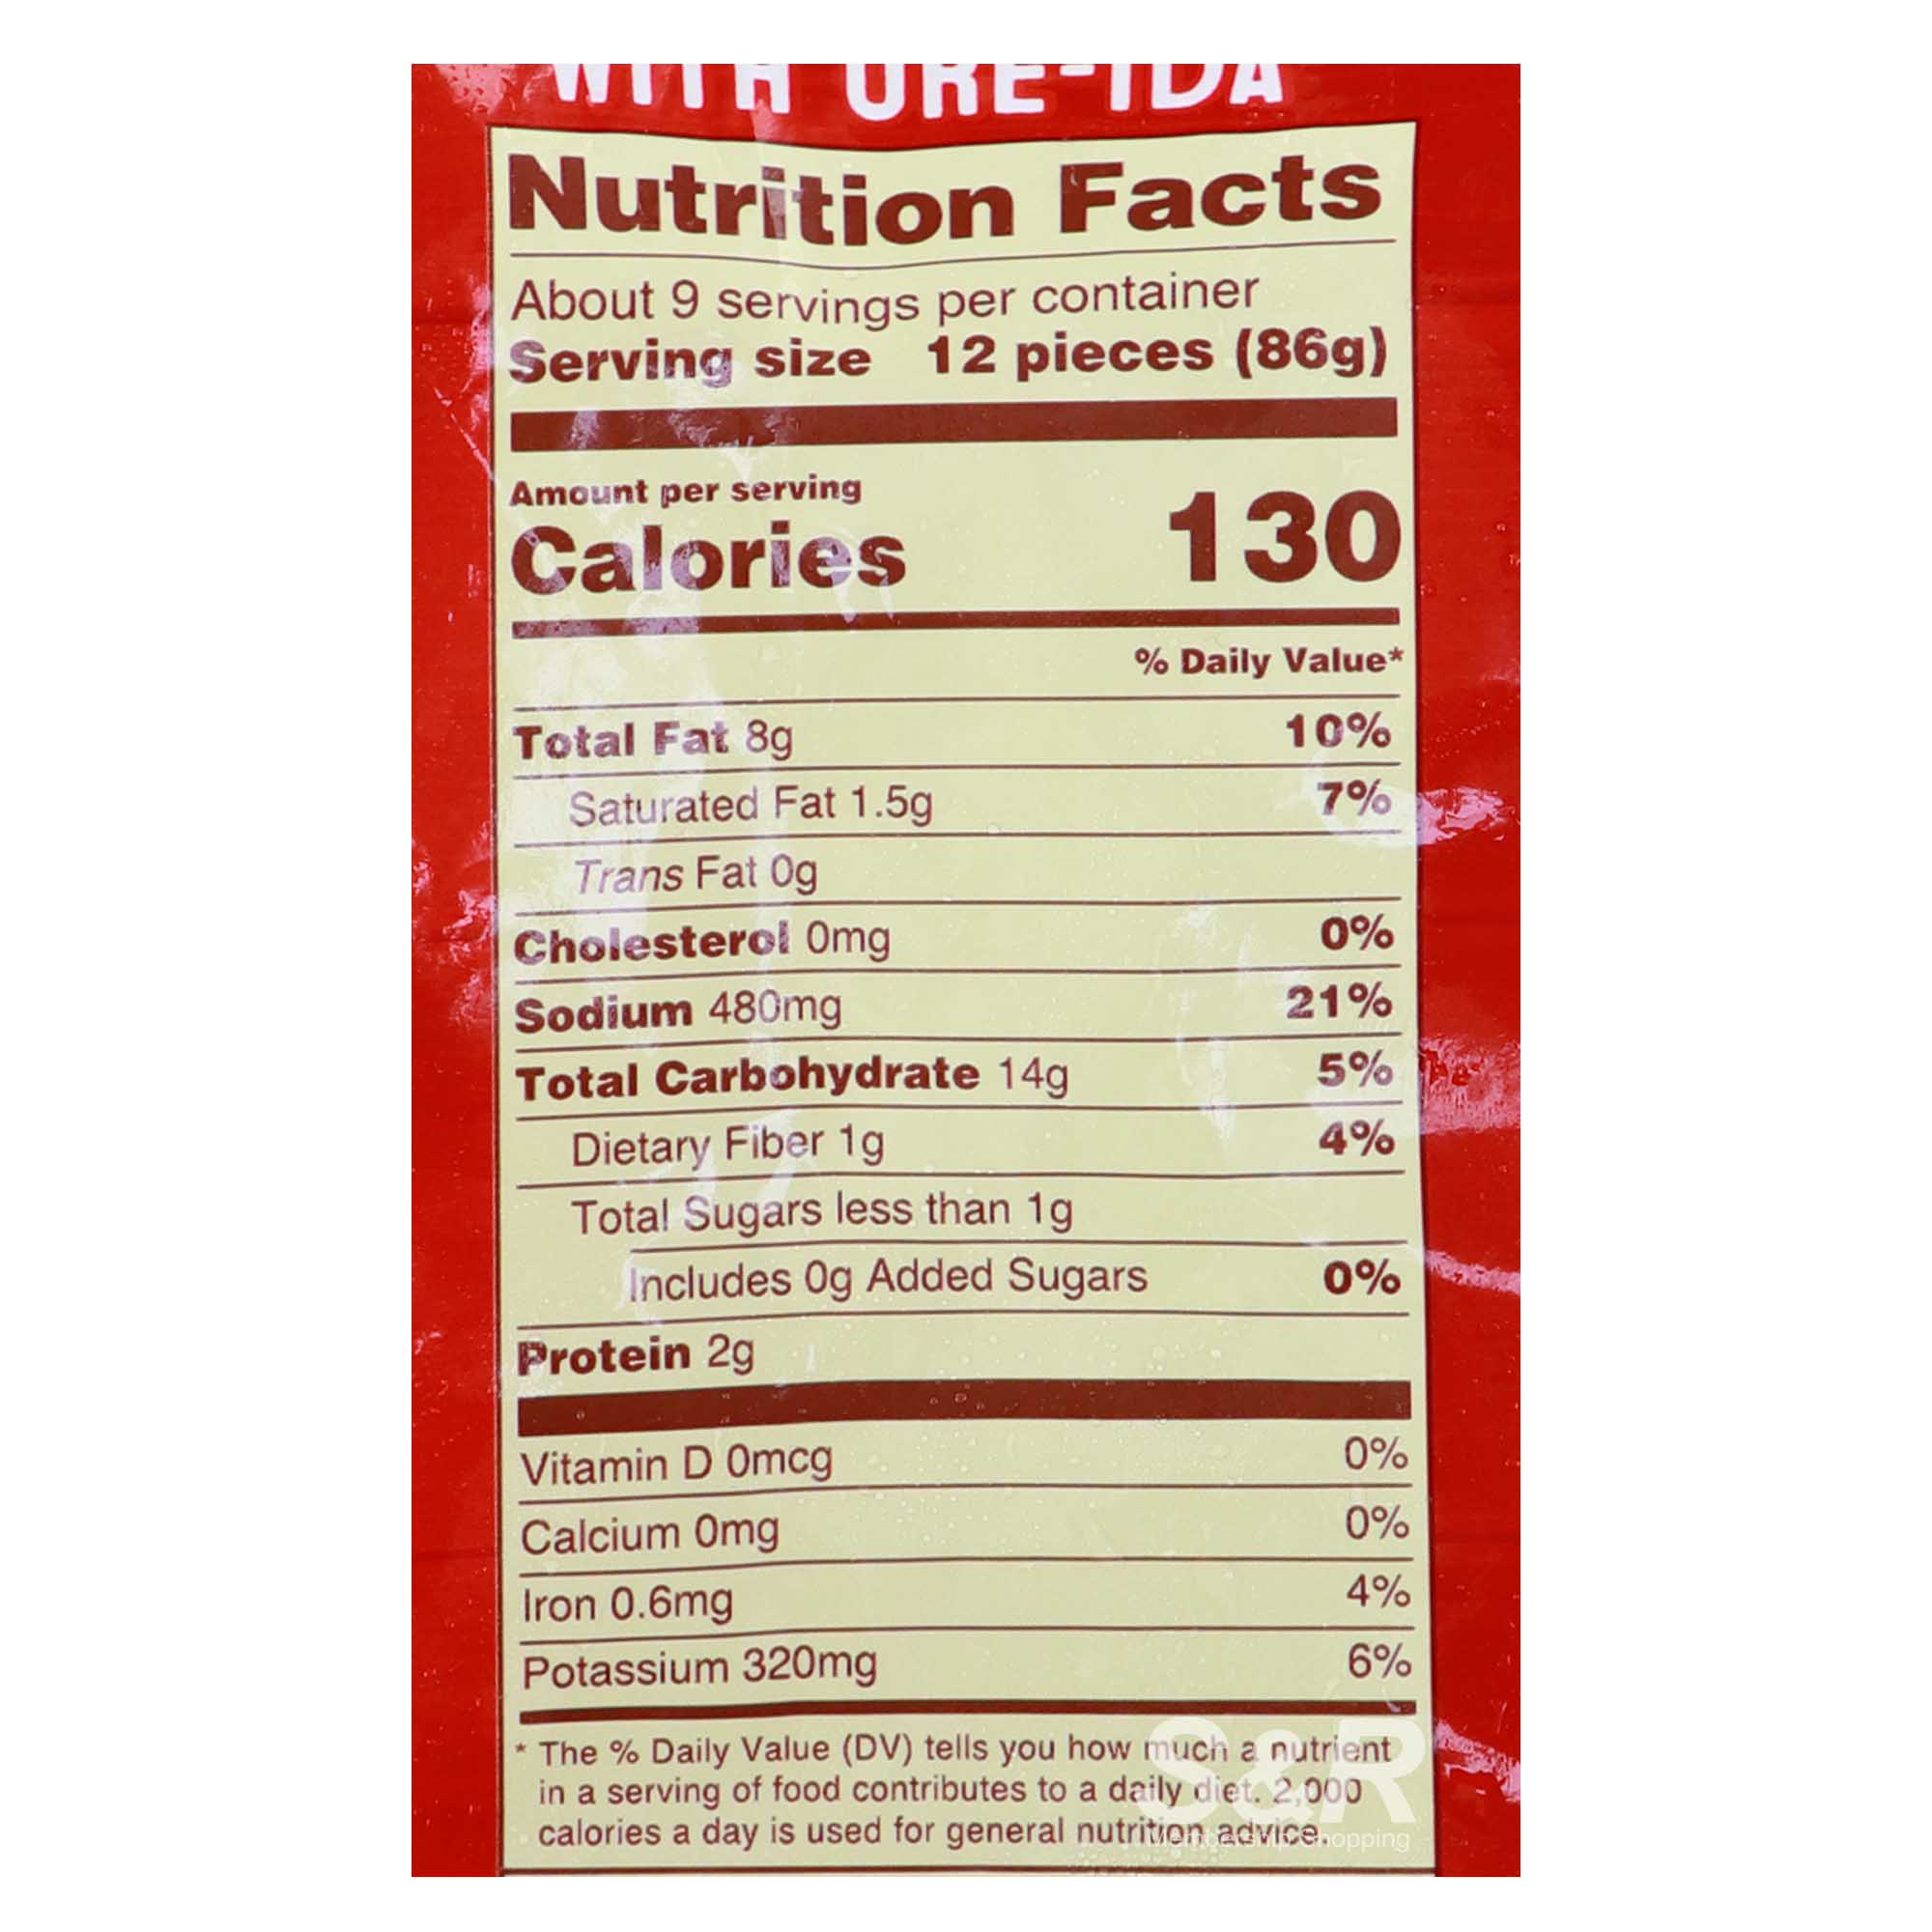 WITH ORE-IDA
Nutrition Facts
About 9 servings per container
Serving size 12 pieces (86g)
Amount per serving
Calories 130
% Daily Value*
Total Fat 8g 10%
Saturated Fat 1.5g 7%
Trans Fat 0g
Cholesterol 0mg 0%
Sodium 480mg 21%
Total Carbohydrate 14g 5%
Dietary Fiber 1g 4%
Total Sugars less than 1g
Includes 0g Added Sugars 0%
Protein 2g
Vitamin D 0mcg 0%
Calcium 0mg 0%
Iron 0.6mg 4%
Potassium 320mg 6%
* The % Daily Value (DV) tells you how much a nutrient
in a serving of food contributes to a daily diet. 2,000
calories a day is used for general nutrition advice.
S&R
Membership Shopping